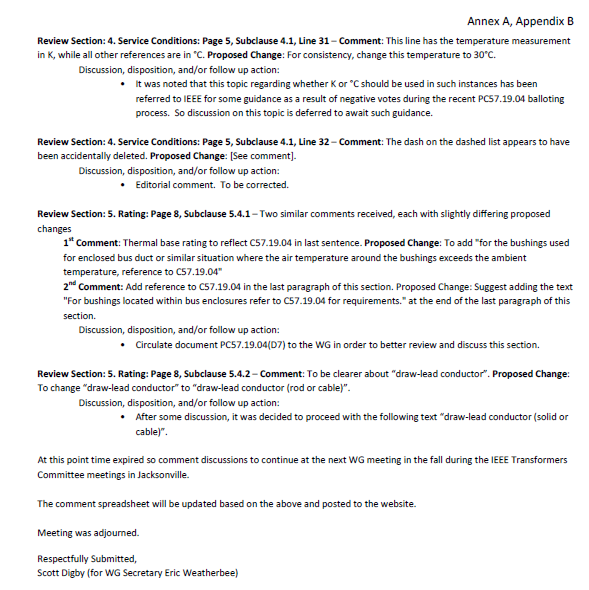 Annex A, Appendix B
Review Section: 4. Service Conditions: Page 5, Subclause 4.1, Line 31 – Comment: This line has the temperature measurement
in K, while all other references are in °C. Proposed Change: For consistency, change this temperature to 30°C.
Discussion, disposition, and/or follow up action:
• It was noted that this topic regarding whether K or °C should be used in such instances has been
referred to IEEE for some guidance as a result of negative votes during the recent PC57.19.04 balloting
process. So discussion on this topic is deferred to await such guidance.
Review Section: 4. Service Conditions: Page 5, Subclause 4.1, Line 32 – Comment: The dash on the dashed list appears to have
been accidentally deleted. Proposed Change: [See comment].
Discussion, disposition, and/or follow up action:
• Editorial comment. To be corrected.
Review Section: 5. Rating: Page 8, Subclause 5.4.1 – Two similar comments received, each with slightly differing proposed
changes
1st Comment: Thermal base rating to reflect C57.19.04 in last sentence. Proposed Change: To add "for the bushings used
for enclosed bus duct or similar situation where the air temperature around the bushings exceeds the ambient
temperature, reference to C57.19.04"
2nd Comment: Add reference to C57.19.04 in the last paragraph of this section. Proposed Change: Suggest adding the text
"For bushings located within bus enclosures refer to C57.19.04 for requirements." at the end of the last paragraph of this
section.
Discussion, disposition, and/or follow up action:
• Circulate document PC57.19.04(D7) to the WG in order to better review and discuss this section.
Review Section: 5. Rating: Page 8, Subclause 5.4.2 – Comment: To be clearer about “draw-lead conductor”. Proposed Change:
To change “draw-lead conductor” to “draw-lead conductor (rod or cable)”.
Discussion, disposition, and/or follow up action:
• After some discussion, it was decided to proceed with the following text “draw-lead conductor (solid or
cable)”.
At this point time expired so comment discussions to continue at the next WG meeting in the fall during the IEEE Transformers
Committee meetings in Jacksonville.
The comment spreadsheet will be updated based on the above and posted to the website.
Meeting was adjourned.
Respectfully Submitted,
Scott Digby (for WG Secretary Eric Weatherbee)